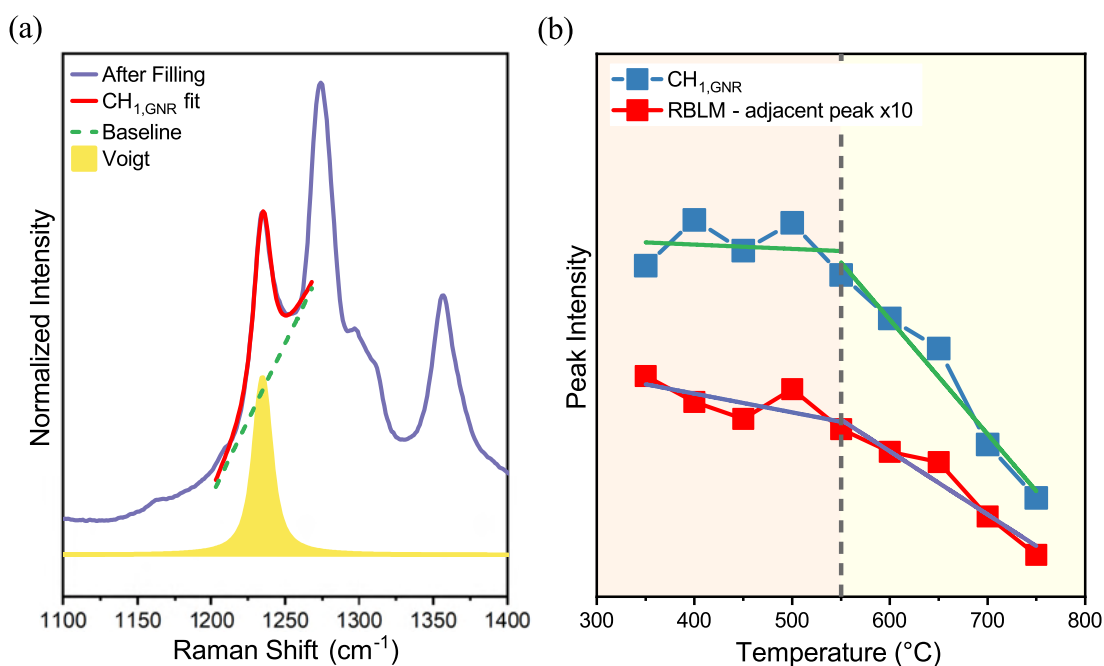 (a)
After Filling
CH1,GNR fit
Baseline
Voigt
Normalized Intensity
1100 1150 1200 1250 1300 1350 1400
Raman Shift (cm-1)
(b)
CH1,GNR
RBLM - adjacent peak x10
Peak Intensity
300 400 500 600 700 800
Temperature (°C)